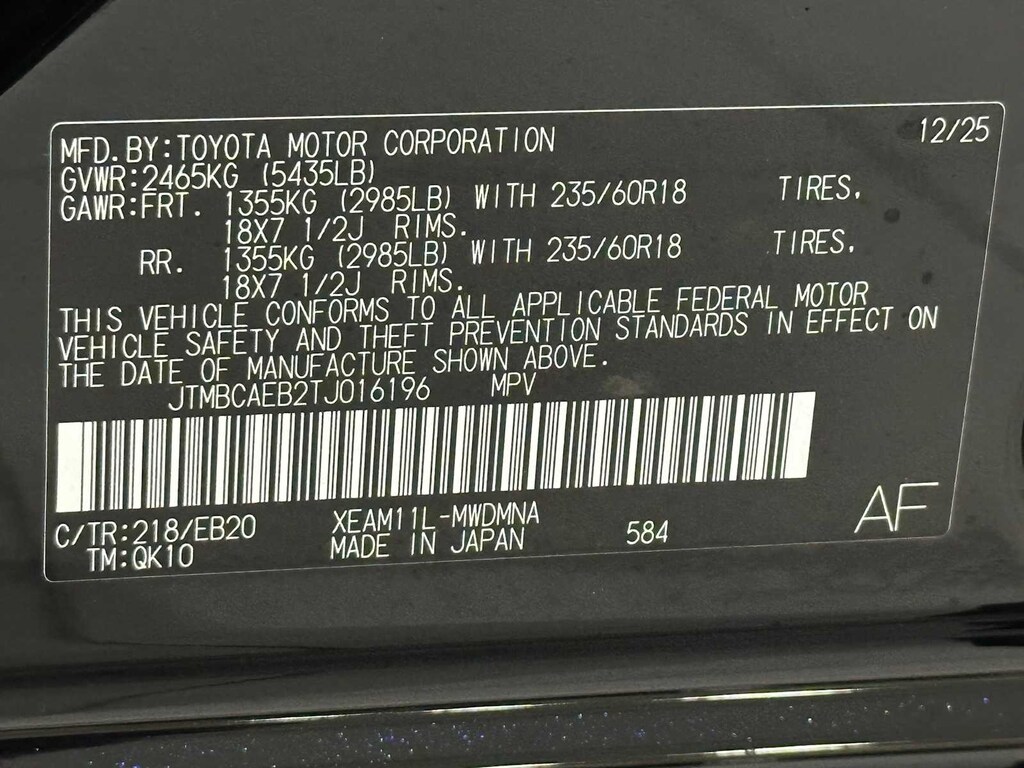 MFD.BY:TOYOTA MOTOR CORPORATION 12/25
GVWR:2465KG (5435LB)
GAWR:FRT. 1355KG (2985LB) WITH 235/60R18 TIRES,
18X7 1/2J RIMS.
RR. 1355KG (2985LB) WITH 235/60R18 TIRES,
18X7 1/2J RIMS.
THIS VEHICLE CONFORMS TO ALL APPLICABLE FEDERAL MOTOR
VEHICLE SAFETY AND THEFT PREVENTION STANDARDS IN EFFECT ON
THE DATE OF MANUFACTURE SHOWN ABOVE.
JTMBCAEB2TJ016196 MPV
C/TR:218/EB20 XEAM11L-MWDMNA 584 AF
TM:QK10 MADE IN JAPAN